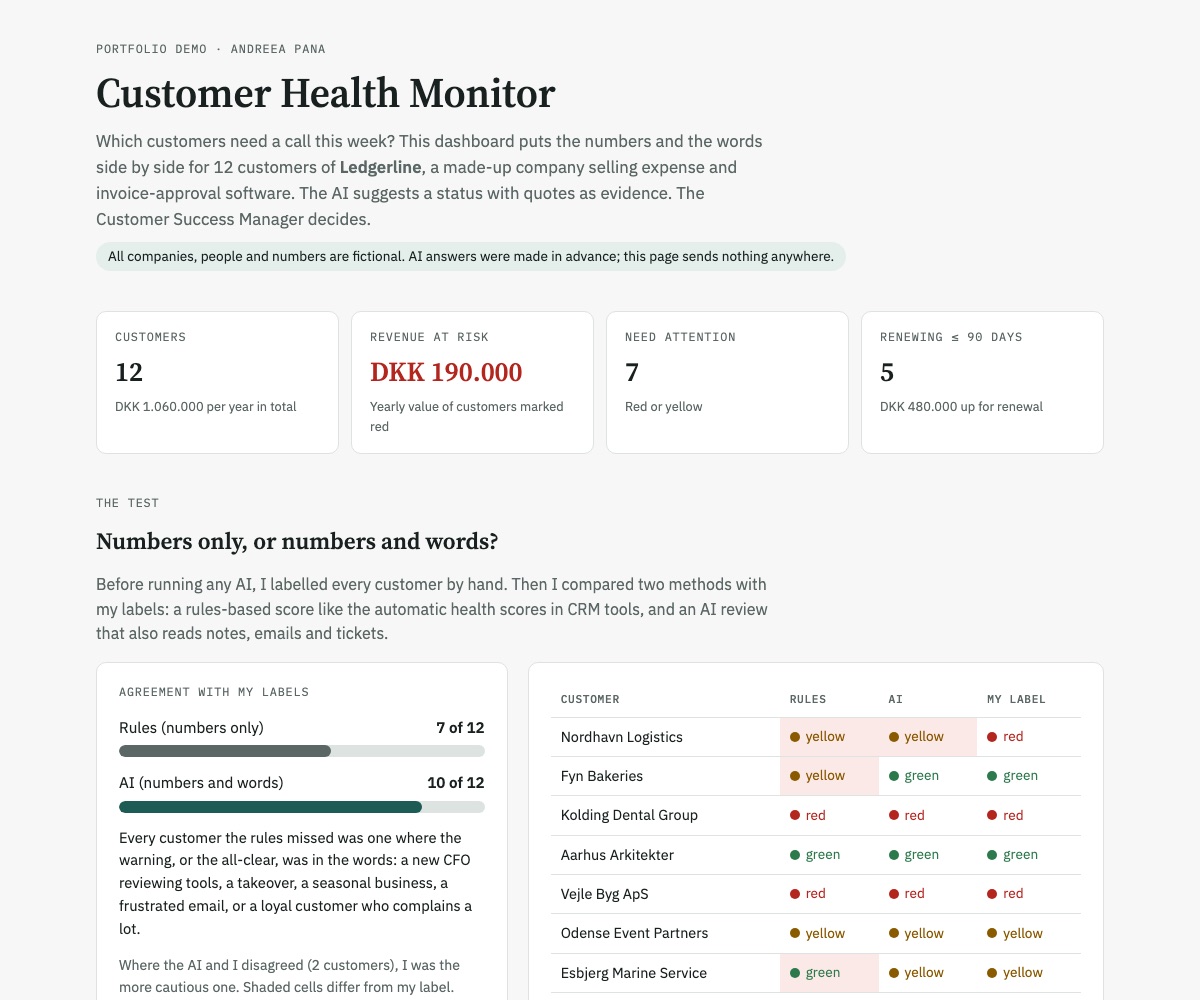 PORTFOLIO DEMO · ANDREEA PANA
Customer Health Monitor
Which customers need a call this week? This dashboard puts the numbers and the words
side by side for 12 customers of Ledgerline, a made-up company selling expense and
invoice-approval software. The AI suggests a status with quotes as evidence. The
Customer Success Manager decides.
All companies, people and numbers are fictional. AI answers were made in advance; this page sends nothing anywhere.
CUSTOMERS
12
DKK 1.060.000 per year in total
REVENUE AT RISK
DKK 190.000
Yearly value of customers marked
red
NEED ATTENTION
7
Red or yellow
RENEWING ≤ 90 DAYS
5
DKK 480.000 up for renewal
THE TEST
Numbers only, or numbers and words?
Before running any AI, I labelled every customer by hand. Then I compared two methods with
my labels: a rules-based score like the automatic health scores in CRM tools, and an AI review
that also reads notes, emails and tickets.
AGREEMENT WITH MY LABELS
Rules (numbers only) 7 of 12
AI (numbers and words) 10 of 12
Every customer the rules missed was one where the
warning, or the all-clear, was in the words: a new CFO
reviewing tools, a takeover, a seasonal business, a
frustrated email, or a loyal customer who complains a
lot.
Where the AI and I disagreed (2 customers), I was the
more cautious one. Shaded cells differ from my label.
CUSTOMER RULES AI MY LABEL
Nordhavn Logistics yellow yellow red
Fyn Bakeries yellow green green
Kolding Dental Group red red red
Aarhus Arkitekter green green green
Vejle Byg ApS red red red
Odense Event Partners yellow yellow yellow
Esbjerg Marine Service green yellow yellow